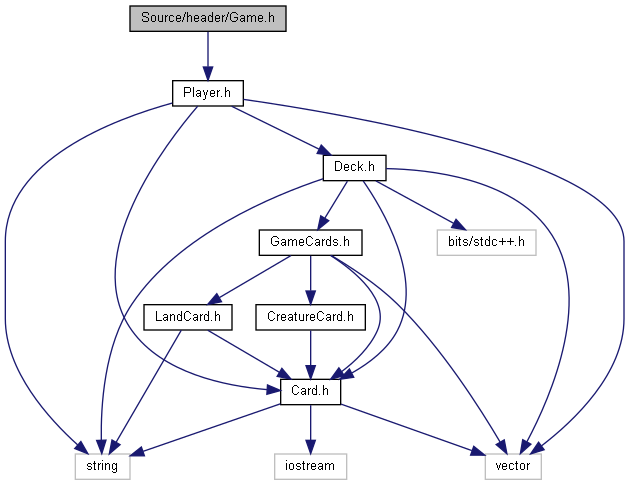 Source/header/Game.h
Player.h
Deck.h
GameCards.h
bits/stdc++.h
LandCard.h
CreatureCard.h
Card.h
string
iostream
vector